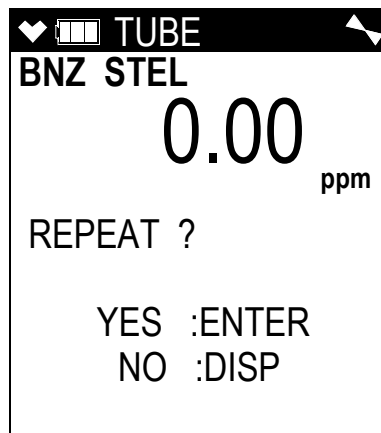 TUBE
BNZ STEL
0.00
ppm
REPEAT ?
YES :ENTER
NO :DISP